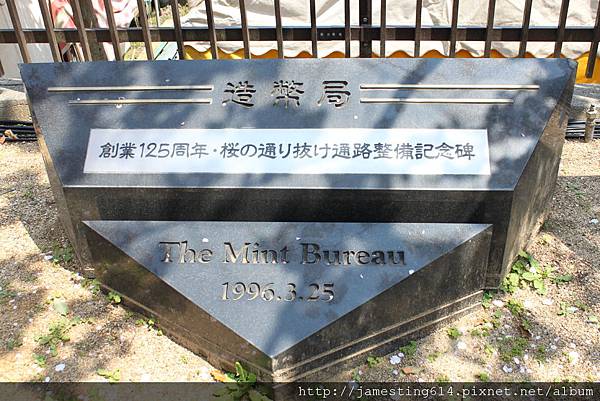 造幣局
創業125周年・桜の通り抜け通路整備記念碑
The Mint Bureau
1996.3.25
http://jamesting614.pixnet.net/album